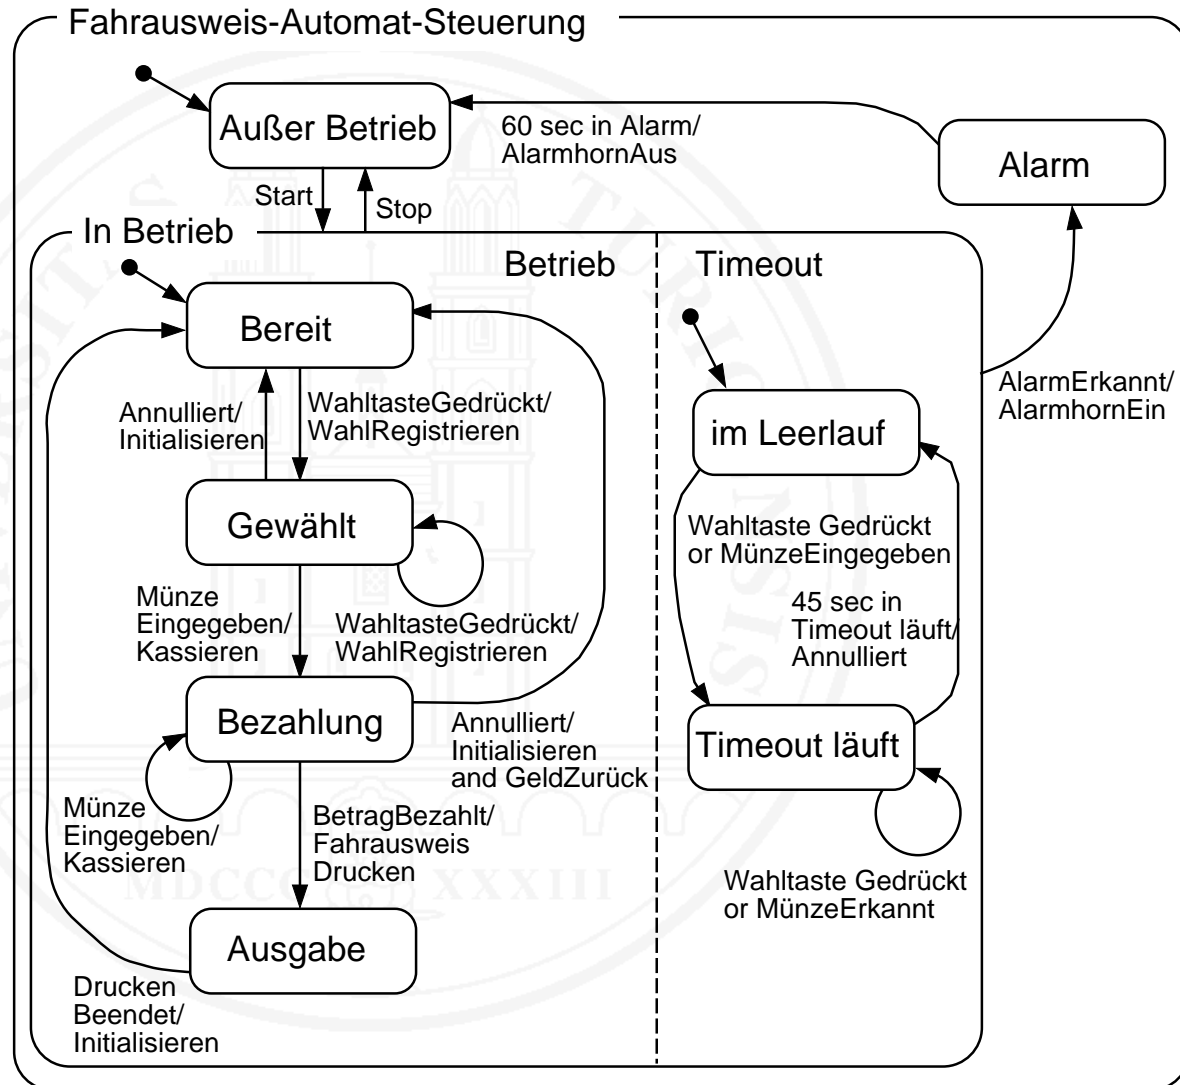 Fahrausweis-Automat-Steuerung
Außer Betrieb
60 sec in Alarm/
AlarmhornAus
Alarm
Start
Stop
In Betrieb
Betrieb
Timeout
Bereit
AlarmErkannt/
AlarmhornEin
Annulliert/
Initialisieren
WahltasteGedrückt/
WahlRegistrieren
im Leerlauf
Gewählt
Wahltaste Gedrückt
or MünzeEingegeben
Münze
Eingegeben/
Kassieren
WahltasteGedrückt/
WahlRegistrieren
45 sec in
Timeout läuft/
Annulliert
Bezahlung
Annulliert/
Initialisieren
and GeldZurück
Timeout läuft
Münze
Eingegeben/
Kassieren
BetragBezahlt/
Fahrausweis
Drucken
Wahltaste Gedrückt
or MünzeErkannt
Ausgabe
Drucken
Beendet/
Initialisieren
MDCCC XXXIII